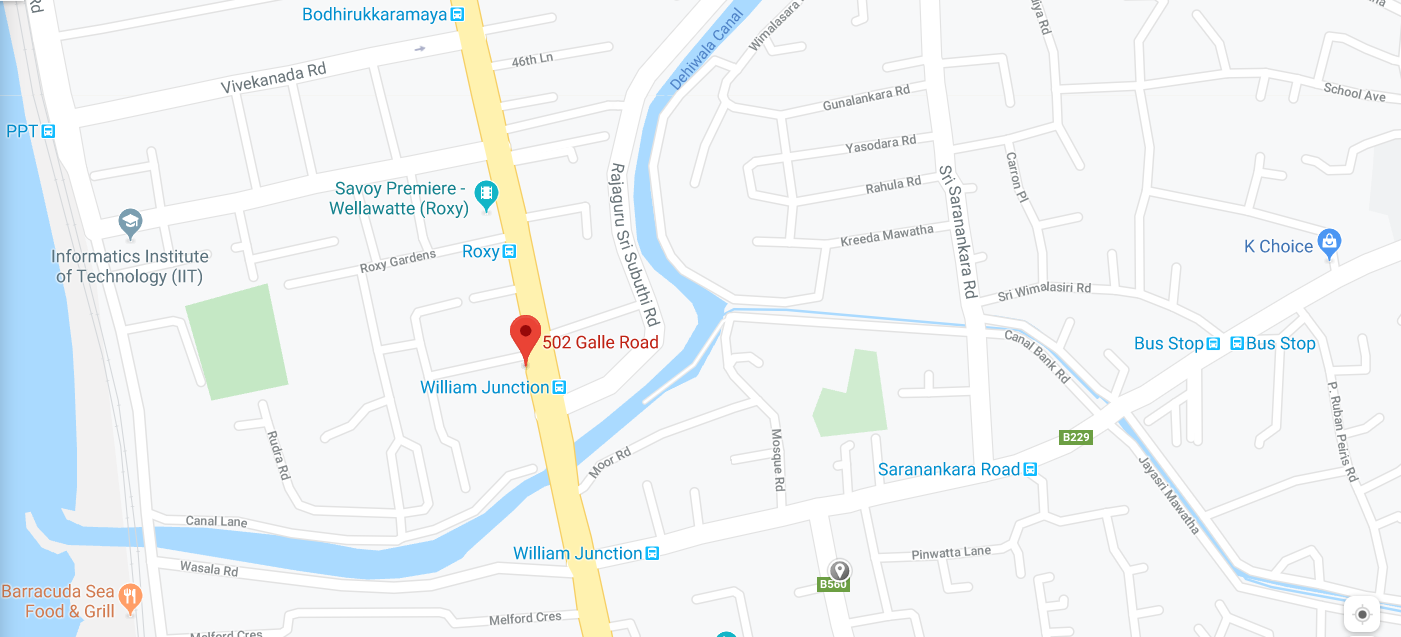 Rd
Bodhirukkaramaya
Wimalasara
Dehiwala Canal
46th Ln
Vivekanada Rd
Gunalankara Rd
School Ave
PPT
Yasodara Rd
Savoy Premiere -
Wellawatte (Roxy)
Rahula Rd
Carron Pl
Sri Saranankara Rd
Rajaguru Sri Subuthi Rd
Informatics Institute
of Technology (IIT)
Roxy
Roxy Gardens
Kreeda Mawatha
K Choice
Sri Wimalasiri Rd
502 Galle Road
Canal Bank Rd
Bus Stop
Bus Stop
William Junction
P. Ruban Peiris Rd
Rudra Rd
Moor Rd
Mosque Rd
B229
Saranankara Road
Jayasri Mawatha
Canal Lane
William Junction
Pinwatta Lane
Wasala Rd
B560
Barracuda Sea
Food & Grill
Melford Cres
Melford Cres